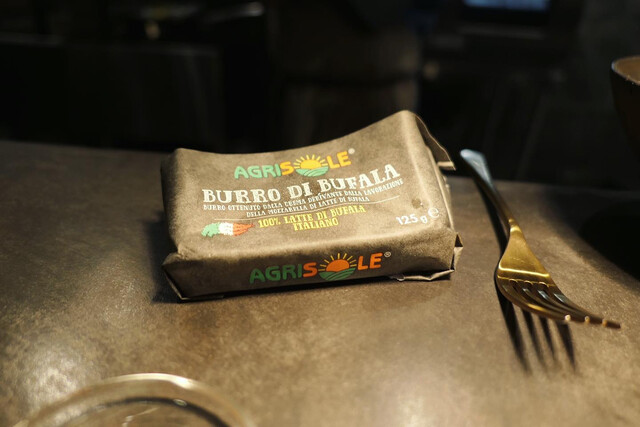 AGRISOLE®
BURRO DI BUFALA
BURRO OTTENUTO DALLA CREMA DERIVANTE DALLA LAVORAZIONE
DELLA MOZZARELLA DI LATTE DI BUFALA
100% LATTE DI BUFALA
ITALIANO
125 g e
AGRISOLE®